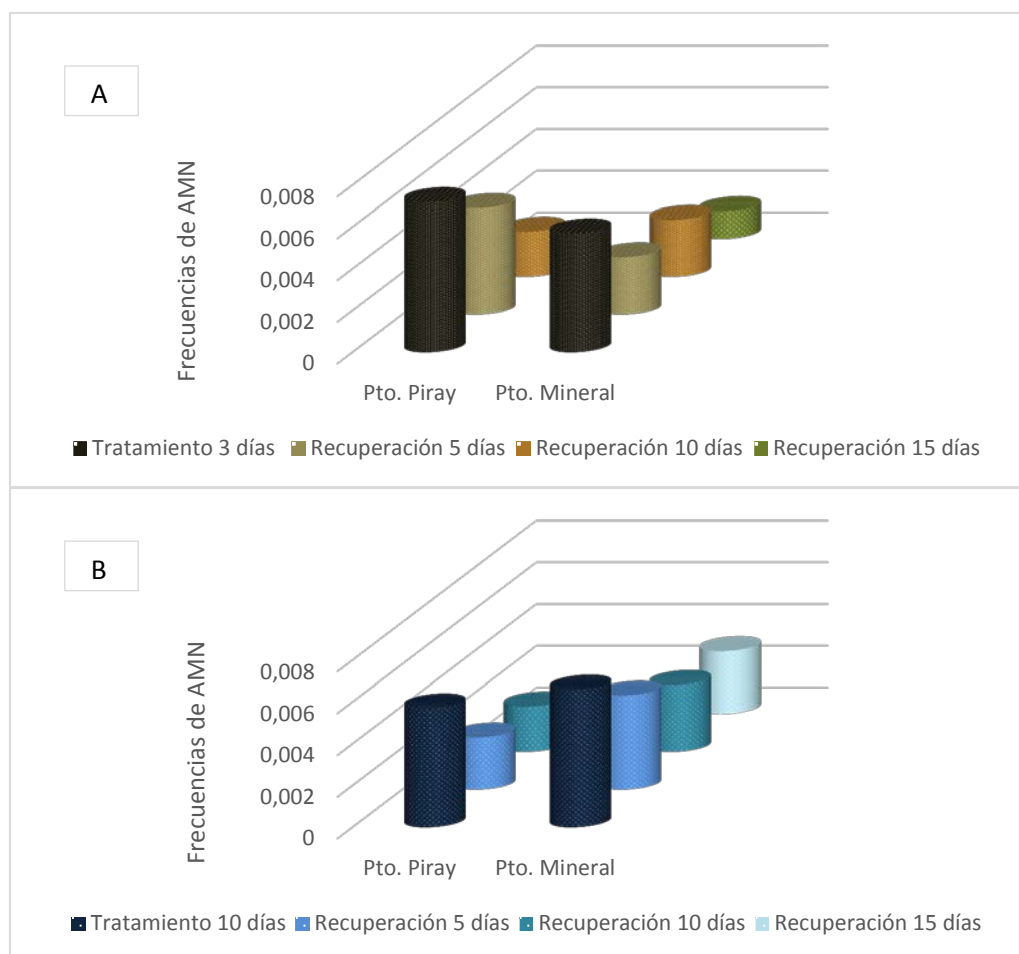 A
Frecuencias de AMN
0,008
0,006
0,004
0,002
0
Pto. Piray Pto. Mineral
Tratamiento 3 días Recuperación 5 días Recuperación 10 días Recuperación 15 días
B
Frecuencias de AMN
0,008
0,006
0,004
0,002
0
Pto. Piray Pto. Mineral
Tratamiento 10 días Recuperación 5 días Recuperación 10 días Recuperación 15 días